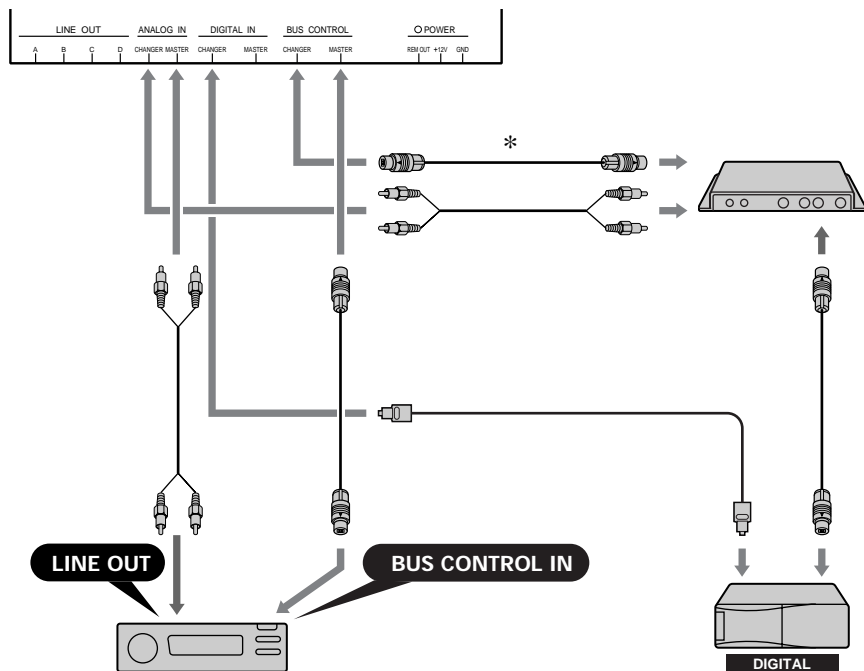 LINE OUT ANALOG IN DIGITAL IN BUS CONTROL POWER
A B C D CHANGER MASTER CHANGER MASTER CHANGER MASTER REM OUT +12V GND
*
LINE OUT
BUS CONTROL IN
DIGITAL